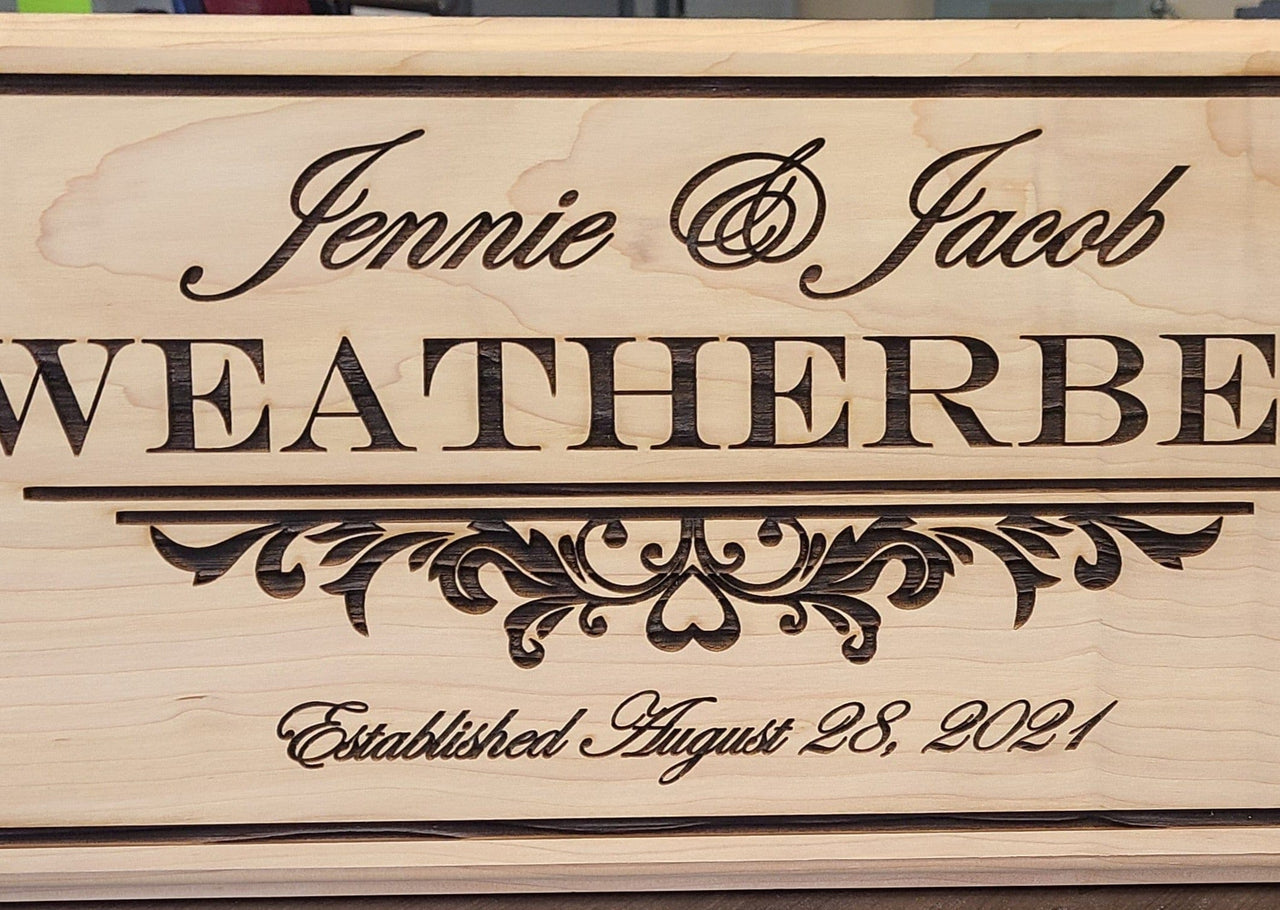 Jennie & Jacob
WEATHERBE
Established August 28, 2021